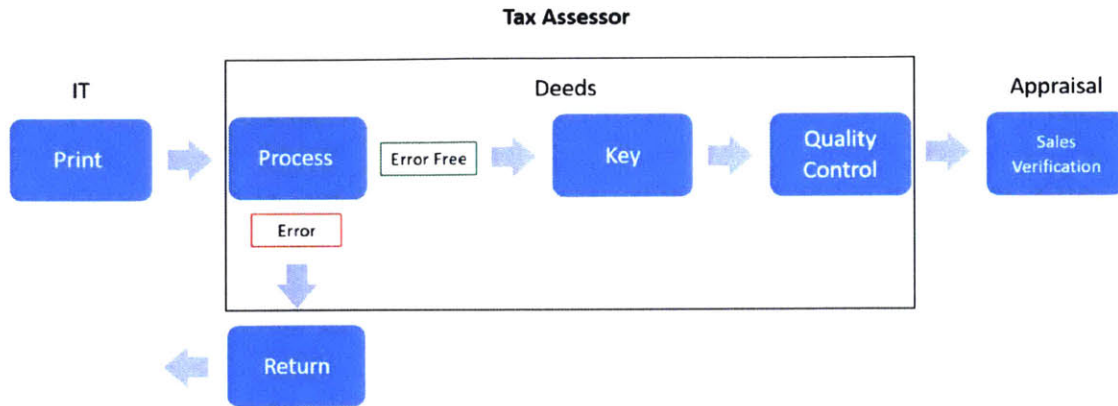 Tax Assessor
IT
Deeds
Appraisal
Print
Process
Error Free
Key
Quality
Control
Sales
Verification
Error
Return